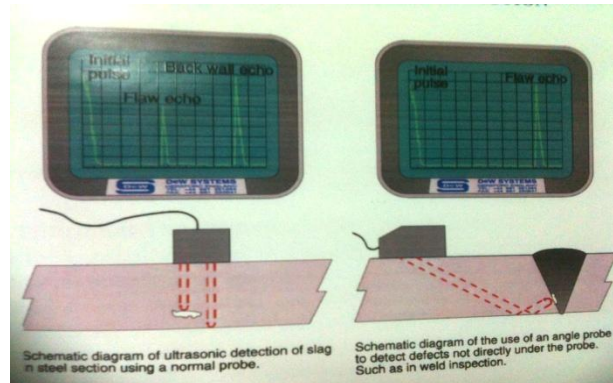 Initial
pulse
Back wall echo
Flaw echo
D&W SYSTEMS
Schematic diagram of ultrasonic detection of slag
n steel section using a normal probe.
Initial
pulse
Flaw echo
D&W SYSTEMS
Schematic diagram of the use of an angle probe
to detect defects not directly under the probe.
Such as in weld inspection.